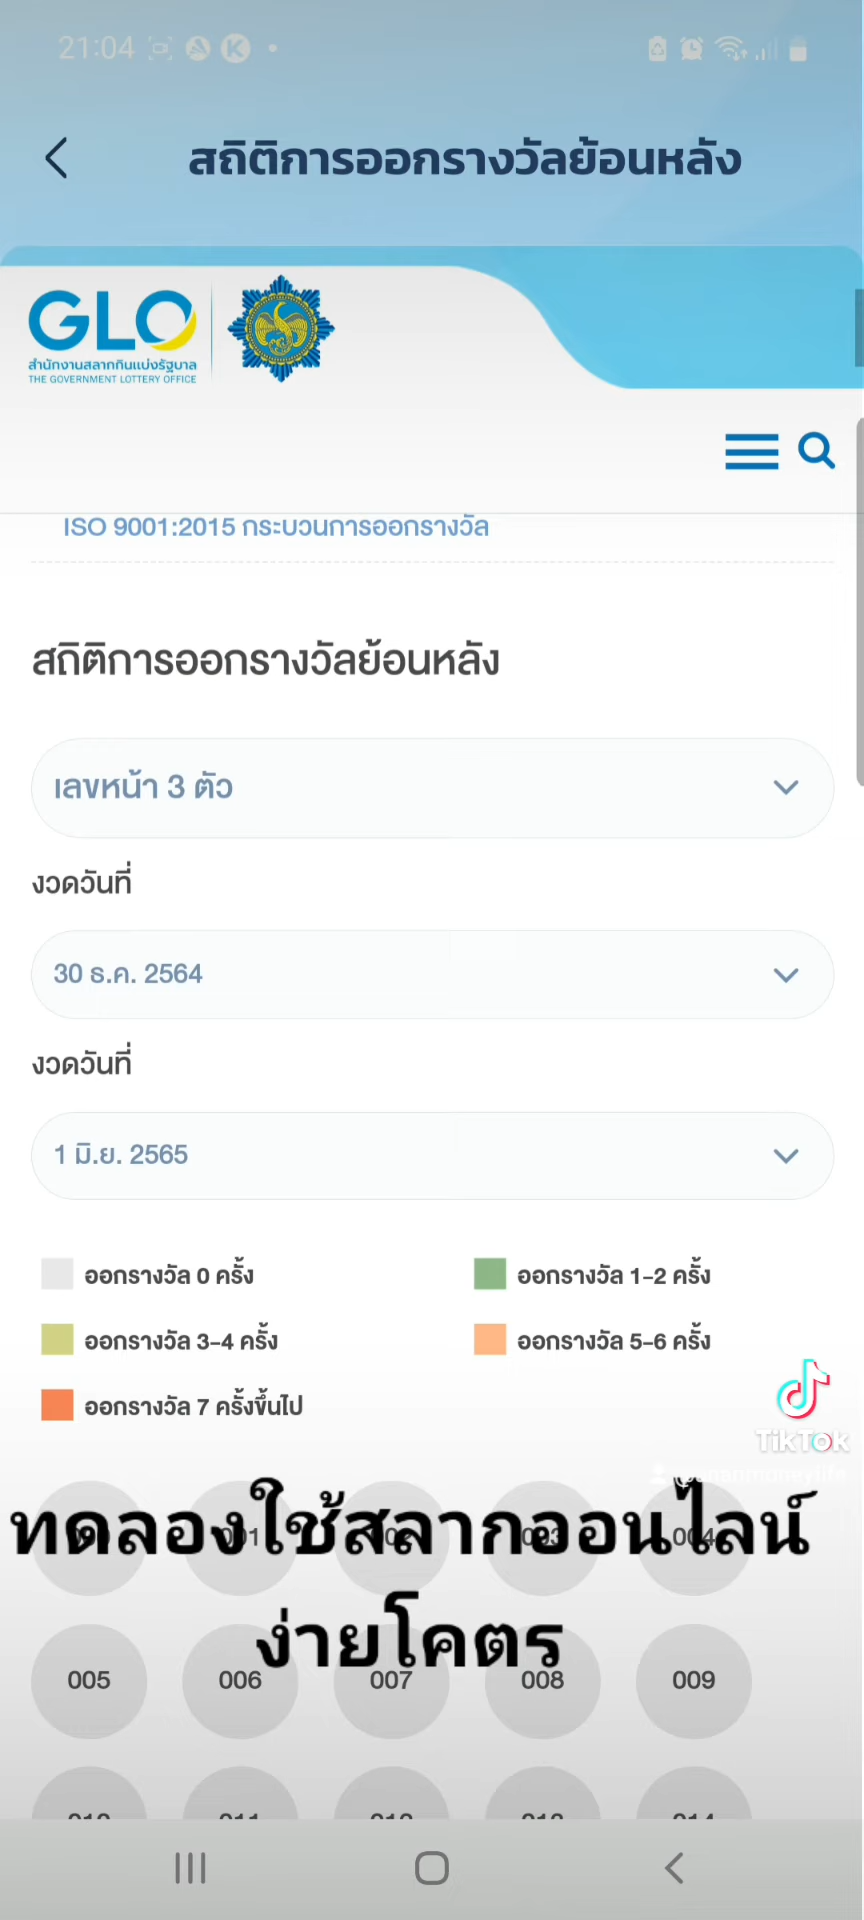 21:04
สถิติการออกรางวัลย้อนหลัง
GLO
สำนักงานสลากกินแบ่งรัฐบาล
THE GOVERNMENT LOTTERY OFFICE
ISO 9001:2015 กระบวนการออกรางวัล
สถิติการออกรางวัลย้อนหลัง
เลขหน้า 3 ตัว
งวดวันที่
30 ธ.ค. 2564
งวดวันที่
1 มิ.ย. 2565
ออกรางวัล 0 ครั้ง
ออกรางวัล 1-2 ครั้ง
ออกรางวัล 3-4 ครั้ง
ออกรางวัล 5-6 ครั้ง
ออกรางวัล 7 ครั้งขึ้นไป
TikTok
ทดลองใช้สลากออนไลน์
001 002 003 004
ง่ายโคตร
005 006 007 008 009
010 011 012 013 014